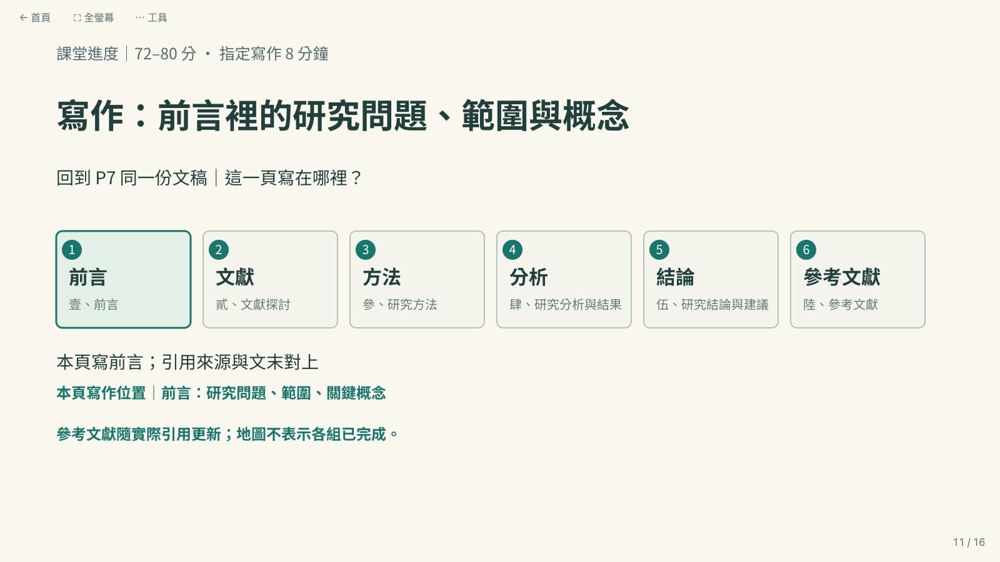 ← 首頁 ⛶ 全螢幕 ⋯ 工具
課堂進度｜72–80 分 · 指定寫作 8 分鐘
寫作：前言裡的研究問題、範圍與概念
回到 P7 同一份文稿｜這一頁寫在哪裡？
1
前言
壹、前言
2
文獻
貳、文獻探討
3
方法
參、研究方法
4
分析
肆、研究分析與結果
5
結論
伍、研究結論與建議
6
參考文獻
陸、參考文獻
本頁寫前言；引用來源與文末對上
本頁寫作位置｜前言：研究問題、範圍、關鍵概念
參考文獻隨實際引用更新；地圖不表示各組已完成。
11 / 16